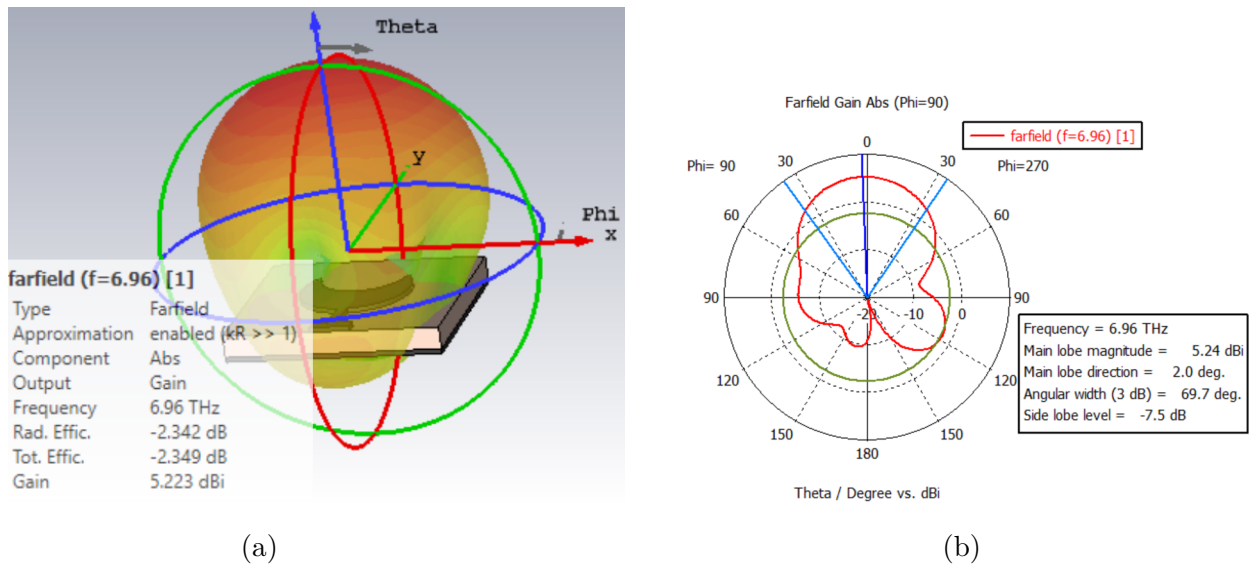 Theta
y
Phi
x
farfield (f=6.96) [1]
Type Farfield
Approximation enabled (kR >> 1)
Component Abs
Output Gain
Frequency 6.96 THz
Rad. Effic. -2.342 dB
Tot. Effic. -2.349 dB
Gain 5.223 dBi
(a)
Farfield Gain Abs (Phi=90)
farfield (f=6.96) [1]
0
Phi= 90 30 30 Phi=270
60 60
90 -20 -10 0 90
120 120
150 150
180
Frequency = 6.96 THz
Main lobe magnitude = 5.24 dBi
Main lobe direction = 2.0 deg.
Angular width (3 dB) = 69.7 deg.
Side lobe level = -7.5 dB
Theta / Degree vs. dBi
(b)